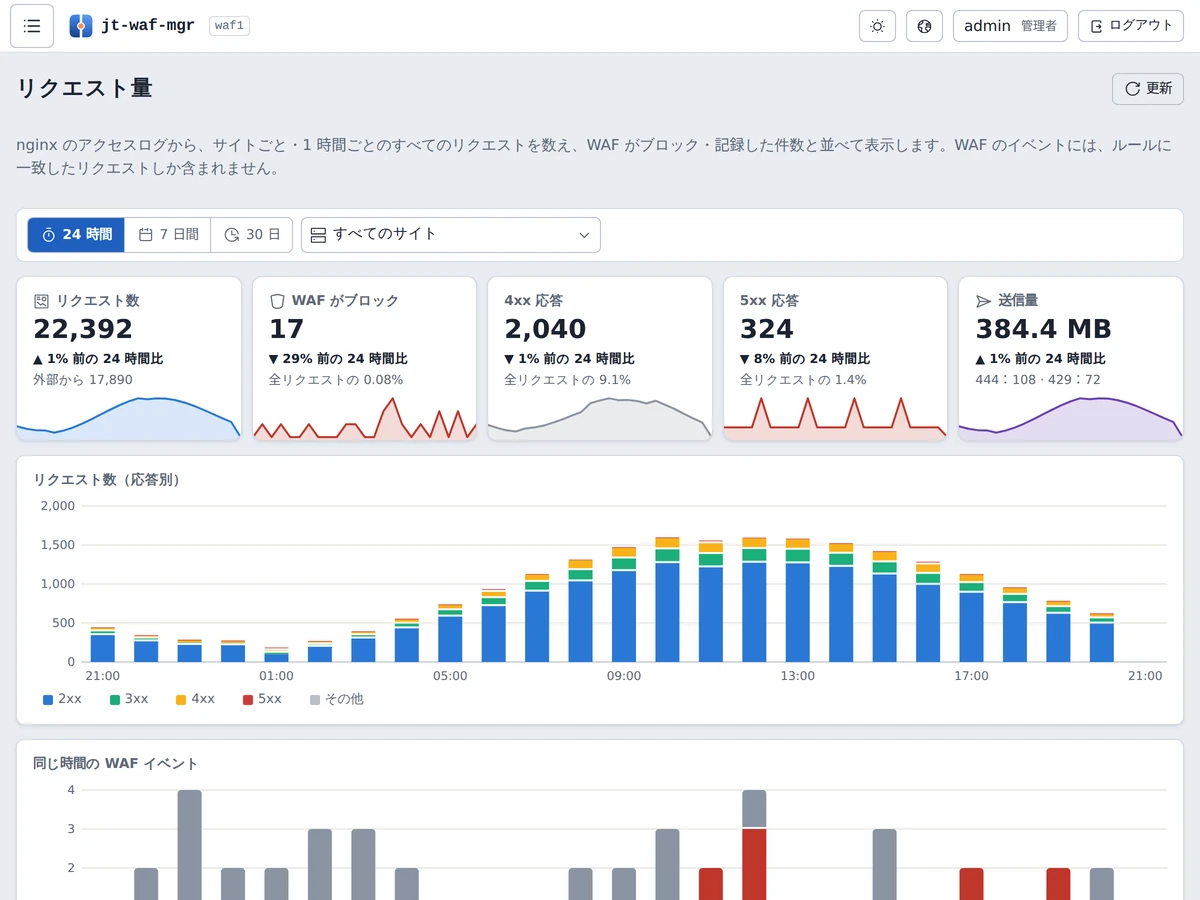 jt-waf-mgr waf1 admin 管理者 ログアウト
リクエスト量 更新
nginx のアクセスログから、サイトごと・1 時間ごとのすべてのリクエストを数え、WAF がブロック・記録した件数と並べて表示します。WAF のイベントには、ルールに
一致したリクエストしか含まれません。
24 時間 7 日間 30 日 すべてのサイト
リクエスト数
22,392
▲ 1% 前の 24 時間比
外部から 17,890
WAF がブロック
17
▼ 29% 前の 24 時間比
全リクエストの 0.08%
4xx 応答
2,040
▼ 1% 前の 24 時間比
全リクエストの 9.1%
5xx 応答
324
▼ 8% 前の 24 時間比
全リクエストの 1.4%
送信量
384.4 MB
▲ 1% 前の 24 時間比
444：108 · 429：72
リクエスト数（応答別）
2,000
1,500
1,000
500
0
21:00 01:00 05:00 09:00 13:00 17:00 21:00
2xx 3xx 4xx 5xx その他
同じ時間の WAF イベント
4
3
2